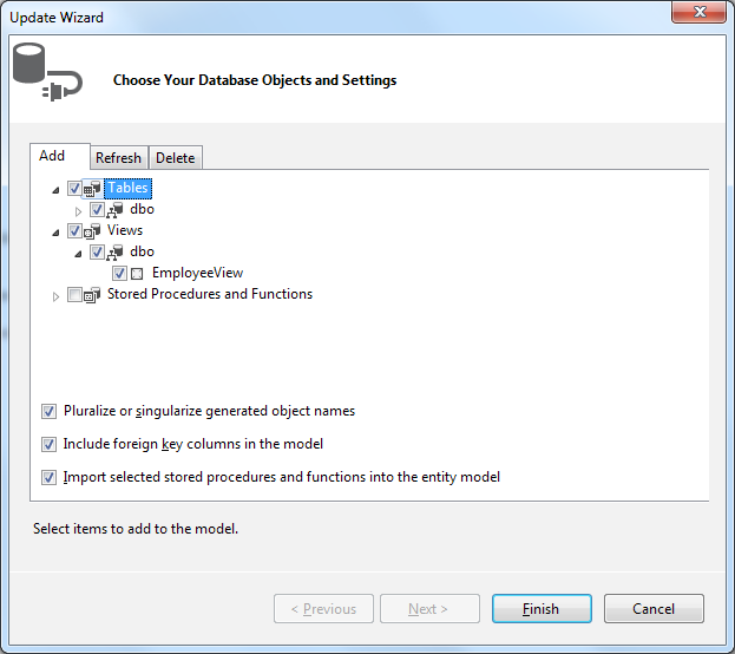 Update Wizard
Choose Your Database Objects and Settings
Add Refresh Delete
Tables
dbo
Views
dbo
EmployeeView
Stored Procedures and Functions
Pluralize or singularize generated object names
Include foreign key columns in the model
Import selected stored procedures and functions into the entity model
Select items to add to the model.
< Previous Next > Finish Cancel